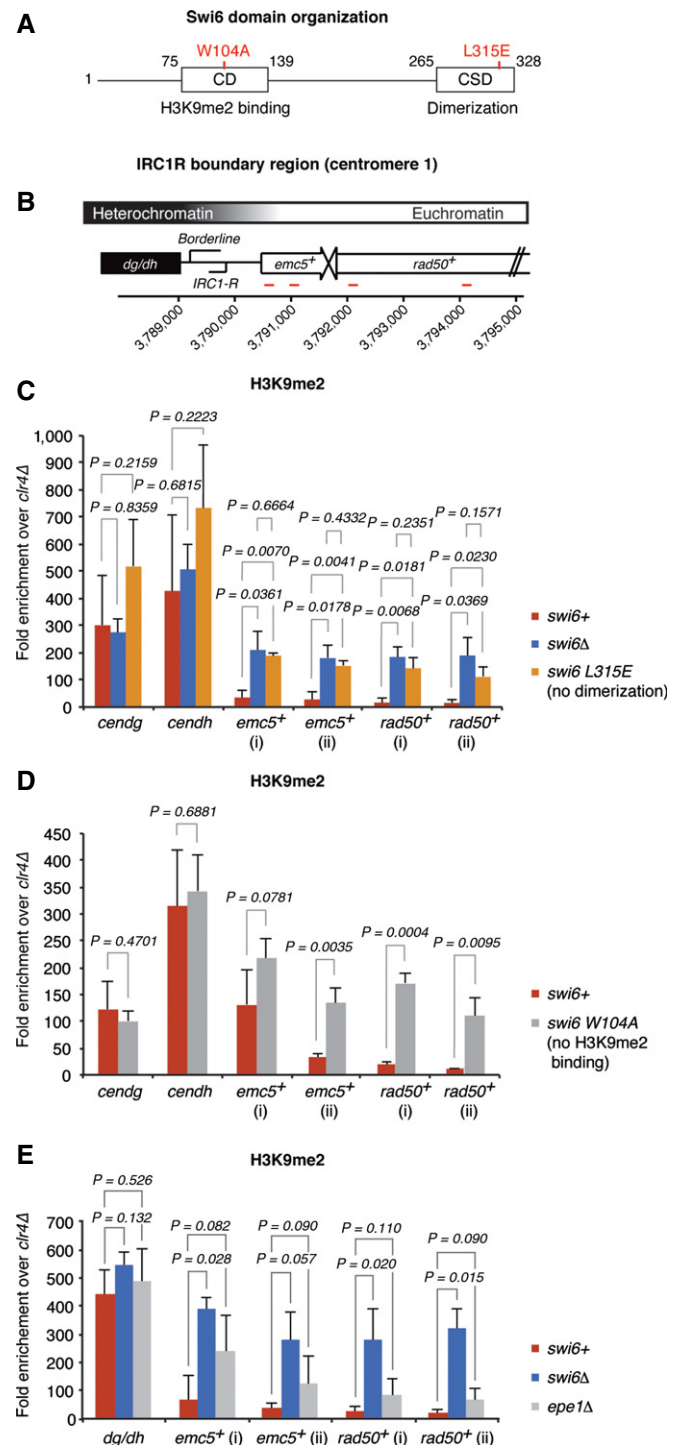 A
Swi6 domain organization
W104A
L315E
75
139
265
328
1
CD
CSD
H3K9me2 binding
Dimerization
IRC1R boundary region (centromere 1)
B
Heterochromatin
Euchromatin
Borderline
dg/dh
emc5+
rad50+
IRC1-R
3,789,000
3,790,000
3,791,000
3,792,000
3,793,000
3,794,000
3,795,000
H3K9me2
C
Fold enrichment over clr4Δ
1,000
900
800
700
600
500
400
300
200
100
0
P = 0.2159
P = 0.8359
P = 0.2223
P = 0.6815
P = 0.6664
P = 0.0070
P = 0.0361
P = 0.4332
P = 0.0041
P = 0.0178
P = 0.2351
P = 0.0181
P = 0.0068
P = 0.1571
P = 0.0230
P = 0.0369
cendg
cendh
emc5+
(i)
emc5+
(ii)
rad50+
(i)
rad50+
(ii)
swi6+
swi6Δ
swi6 L315E
(no dimerization)
D
H3K9me2
Fold enrichment over clr4Δ
450
400
350
300
250
200
150
100
50
0
P = 0.4701
P = 0.6881
P = 0.0781
P = 0.0035
P = 0.0004
P = 0.0095
cendg
cendh
emc5+
(i)
emc5+
(ii)
rad50+
(i)
rad50+
(ii)
swi6+
swi6 W104A
(no H3K9me2
binding)
E
H3K9me2
Fold enrichement over clr4Δ
700
600
500
400
300
200
100
0
P = 0.526
P = 0.132
P = 0.082
P = 0.028
P = 0.090
P = 0.057
P = 0.110
P = 0.020
P = 0.090
P = 0.015
dg/dh
emc5+ (i)
emc5+ (ii)
rad50+ (i)
rad50+ (ii)
swi6+
swi6Δ
epe1Δ